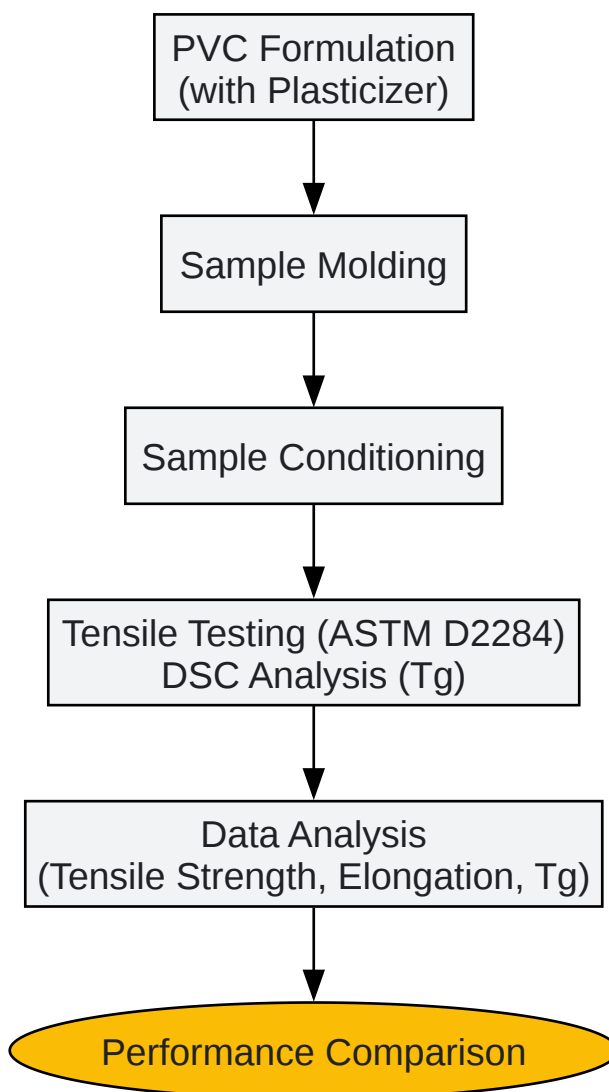 PVC Formulation
(with Plasticizer)
Sample Molding
Sample Conditioning
Tensile Testing (ASTM D2284)
DSC Analysis (Tg)
Data Analysis
(Tensile Strength, Elongation, Tg)
Performance Comparison